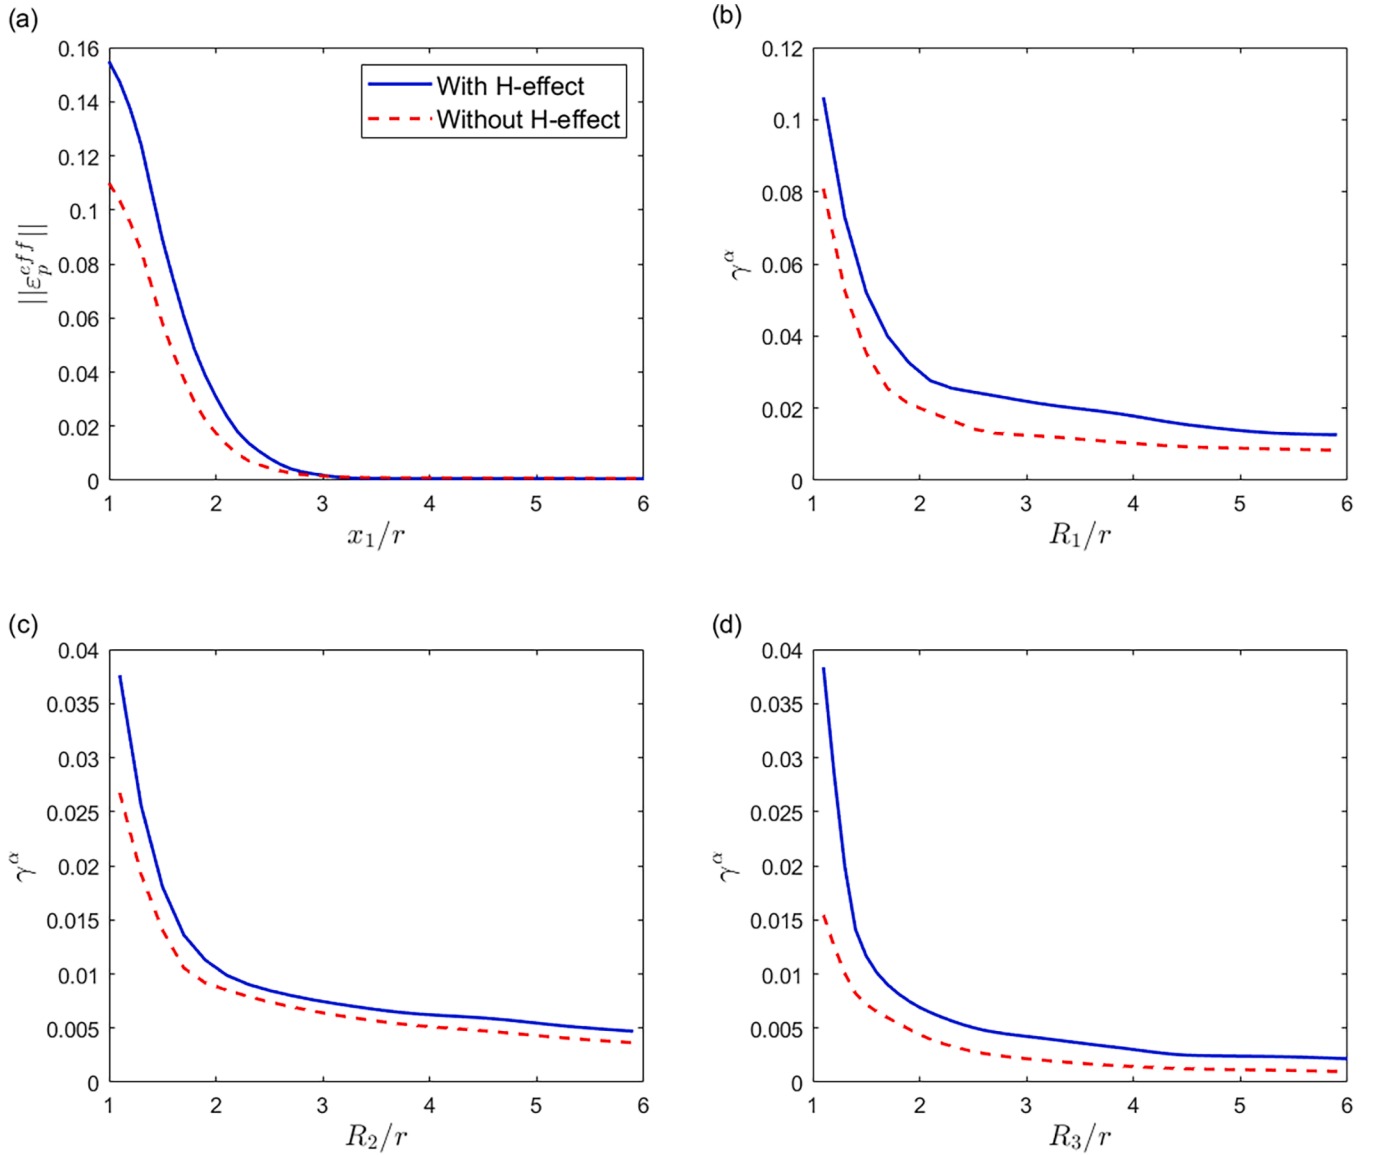 (a)
0.16
0.14
0.12
0.1
0.08
0.06
0.04
0.02
0
||ε_p^{eff}||
With H-effect
Without H-effect
1 2 3 4 5 6
x₁/r
(b)
0.12
0.1
0.08
0.06
0.04
0.02
0
γ^α
1 2 3 4 5 6
R₁/r
(c)
0.04
0.035
0.03
0.025
0.02
0.015
0.01
0.005
0
γ^α
1 2 3 4 5 6
R₂/r
(d)
0.04
0.035
0.03
0.025
0.02
0.015
0.01
0.005
0
γ^α
1 2 3 4 5 6
R₃/r